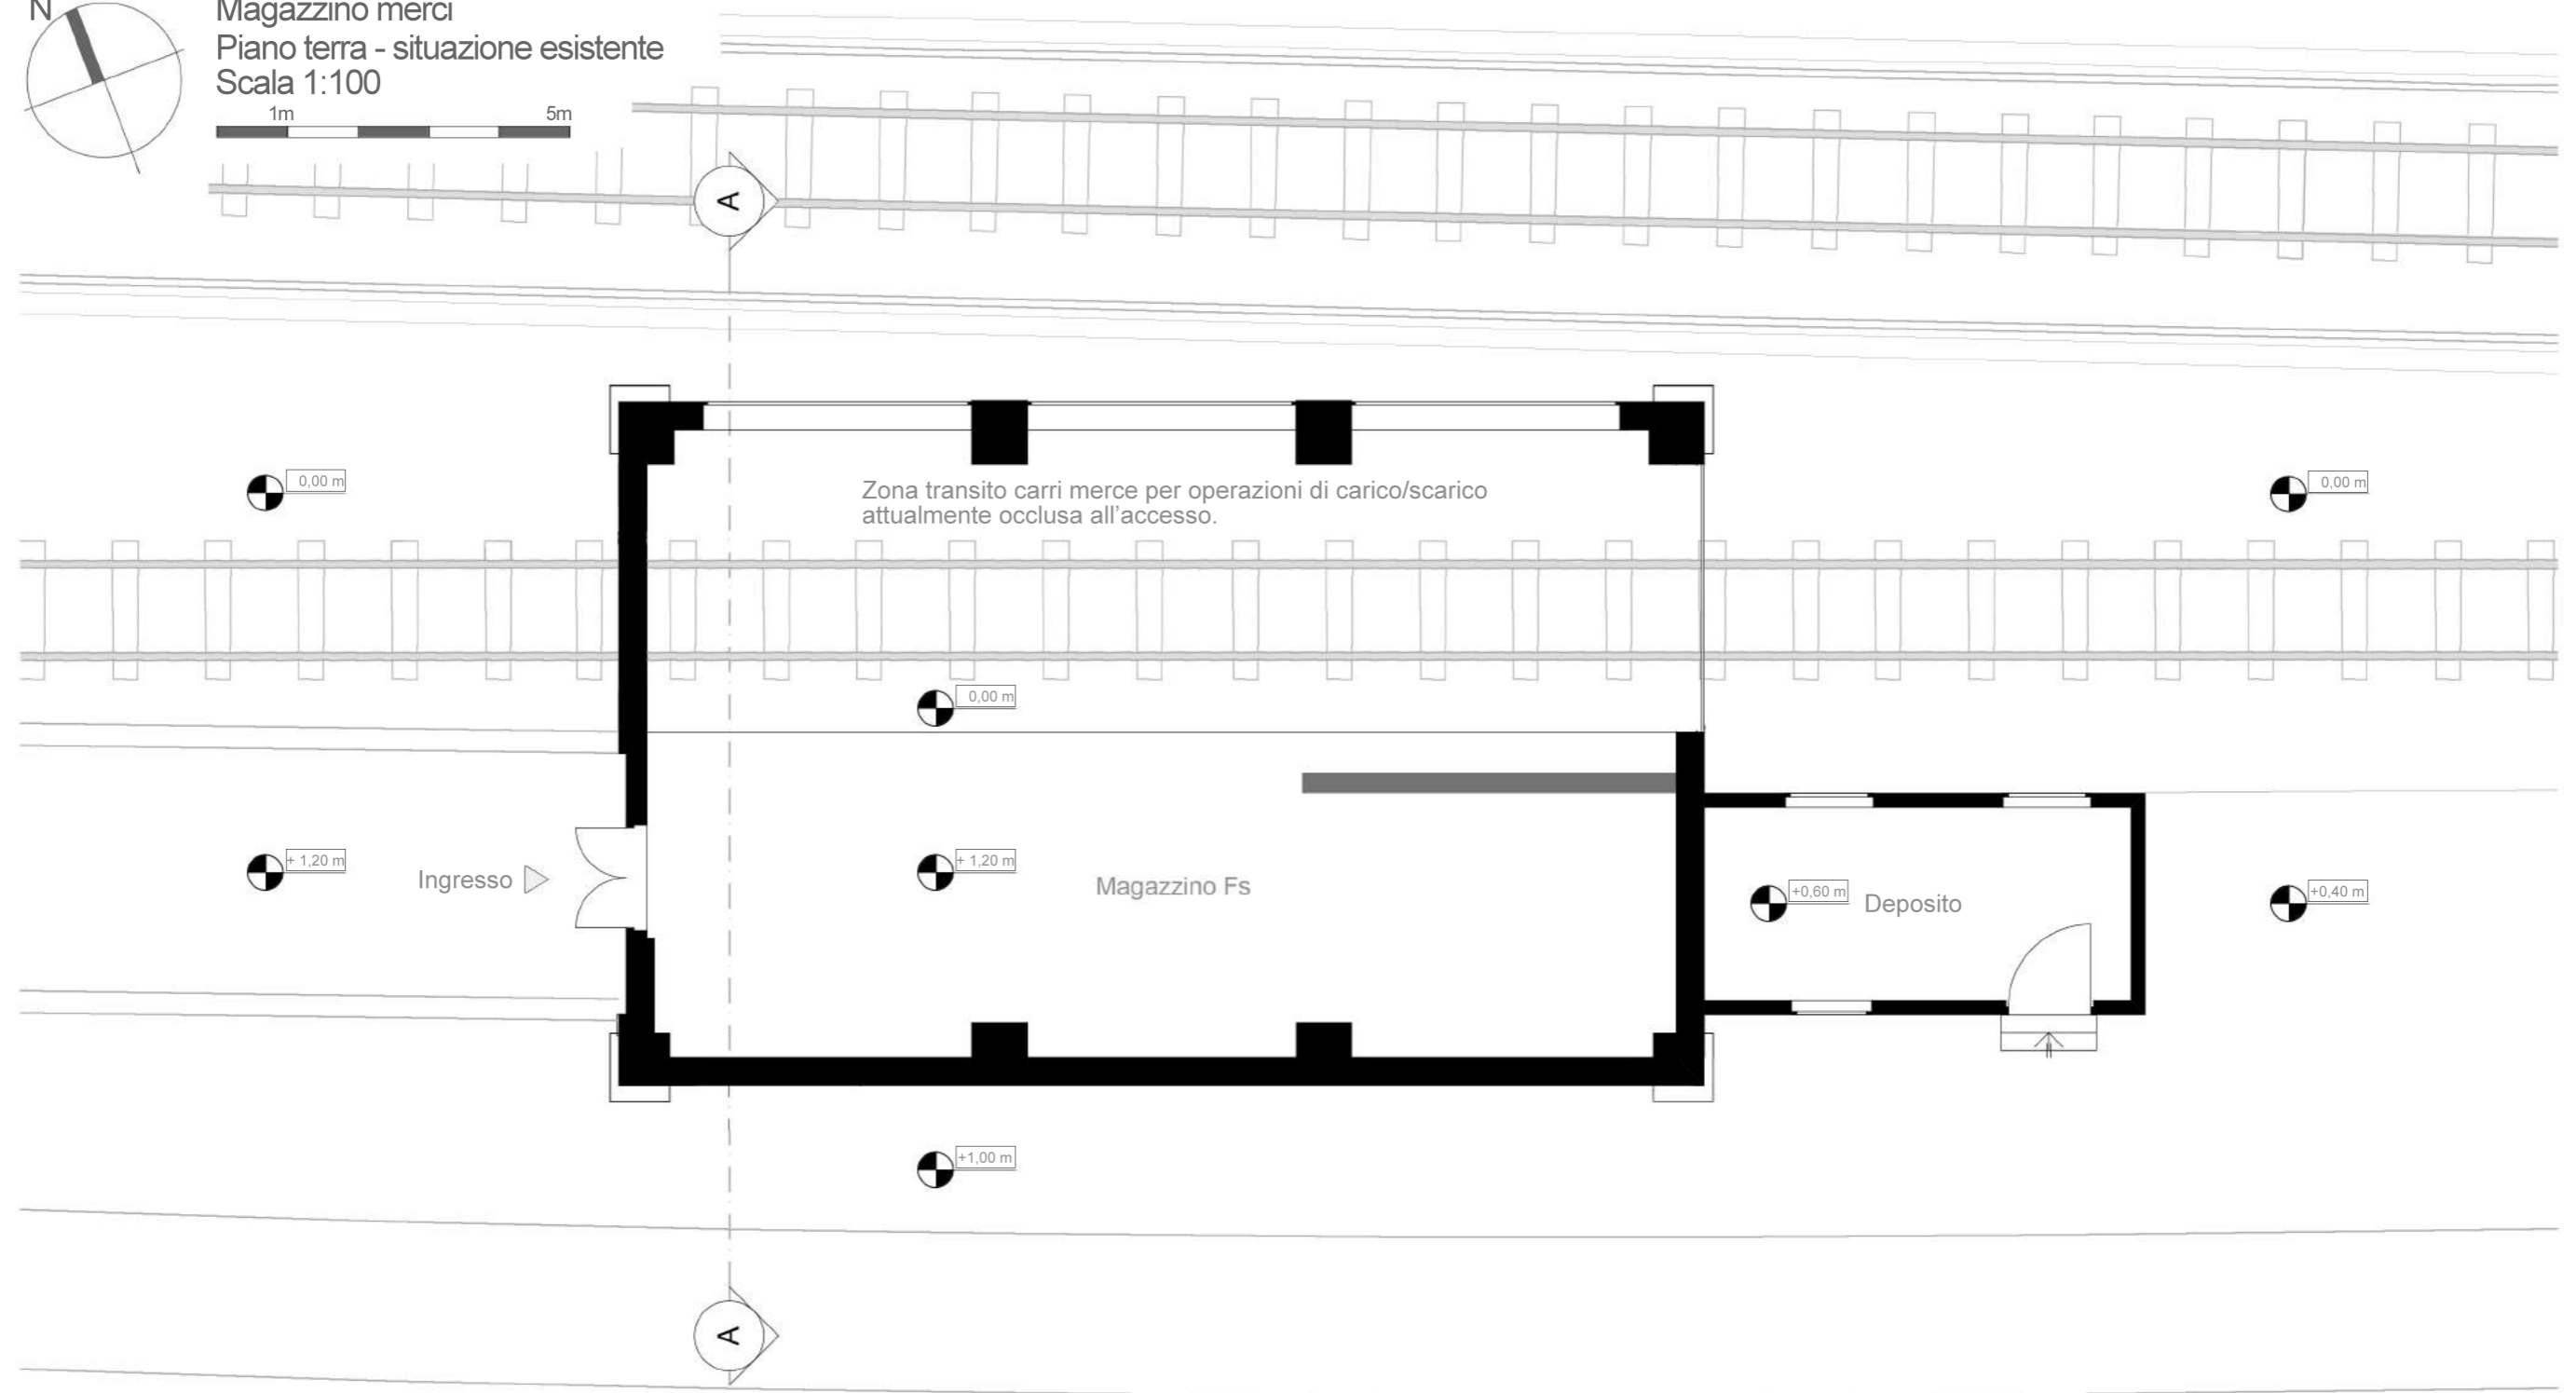 N
Magazzino merci
Piano terra - situazione esistente
Scala 1:100
1m 5m
A
0,00 m
0,00 m
Zona transito carri merce per operazioni di carico/scarico
attualmente occlusa all'accesso.
0,00 m
+ 1,20 m
Ingresso
+ 1,20 m
Magazzino Fs
+0,60 m
Deposito
+0,40 m
+1,00 m
A